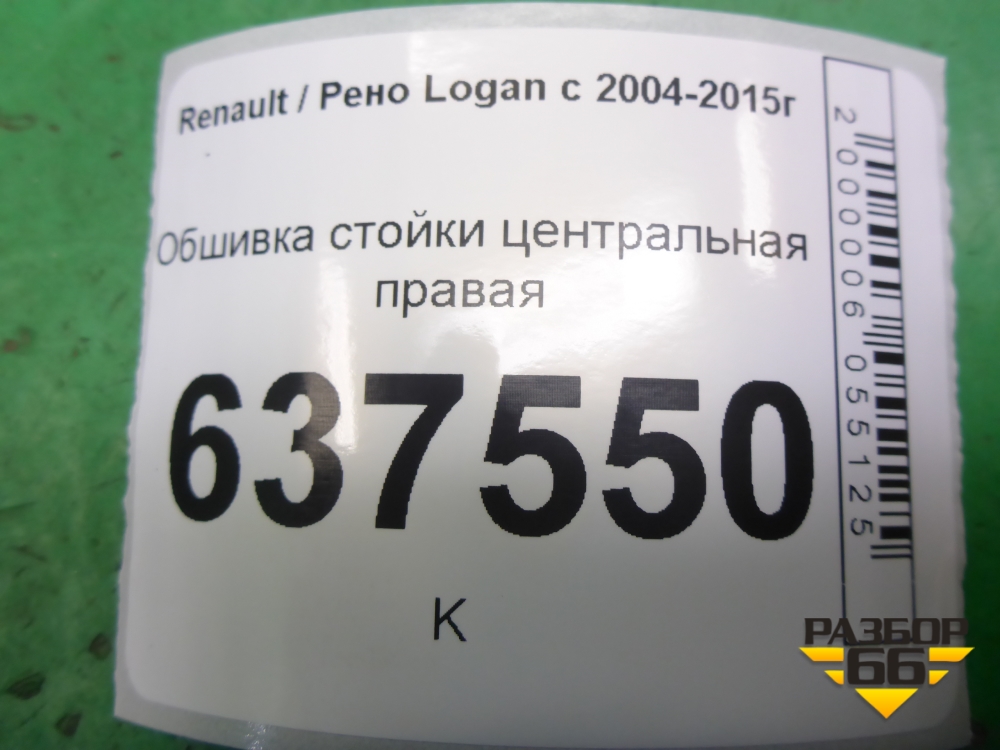 Renault / Рено Logan с 2004-2015г
Обшивка стойки центральная
правая
637550
К
2000006055125
РАЗБОР
66